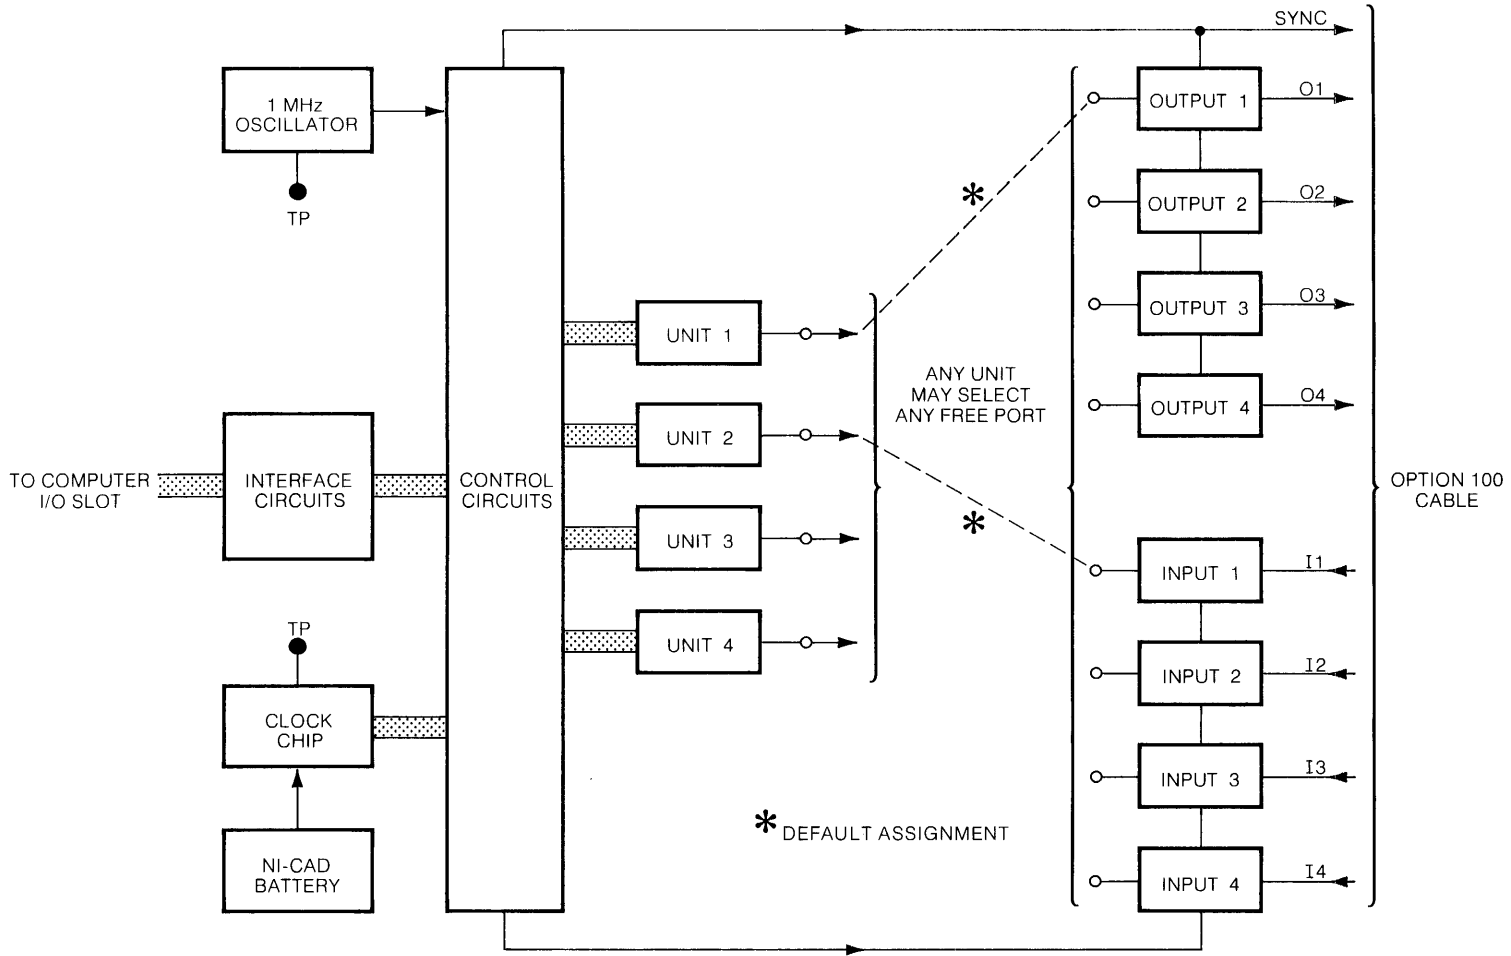 SYNC
1 MHz
OSCILLATOR
TP
OUTPUT 1
O1
OUTPUT 2
O2
OUTPUT 3
O3
OUTPUT 4
O4
UNIT 1
UNIT 2
UNIT 3
UNIT 4
ANY UNIT
MAY SELECT
ANY FREE PORT
*
*
TO COMPUTER
I/O SLOT
INTERFACE
CIRCUITS
CONTROL
CIRCUITS
OPTION 100
CABLE
INPUT 1
I1
INPUT 2
I2
INPUT 3
I3
INPUT 4
I4
TP
CLOCK
CHIP
NI-CAD
BATTERY
* DEFAULT ASSIGNMENT